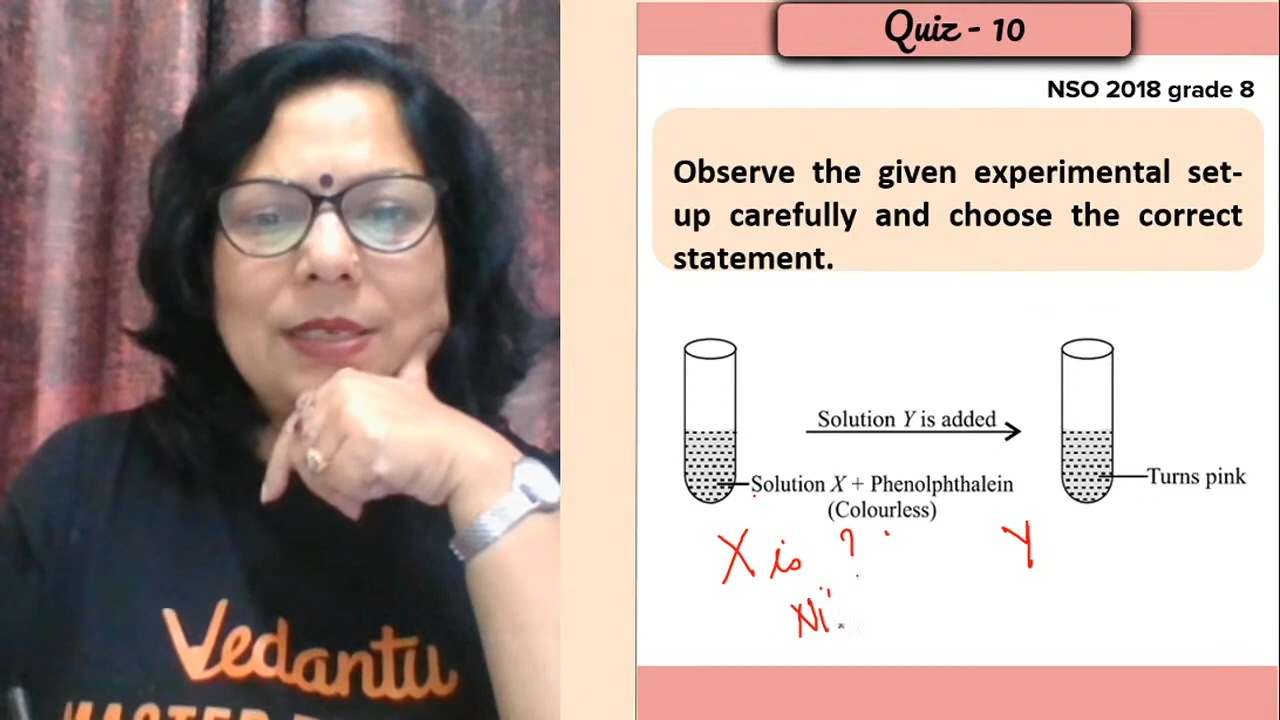 Quiz - 10
NSO 2018 grade 8
Observe the given experimental set-
up carefully and choose the correct
statement.
Solution Y is added
Solution X + Phenolphthalein
(Colourless)
Turns pink
X is ?
Y
Ni
Vedantu